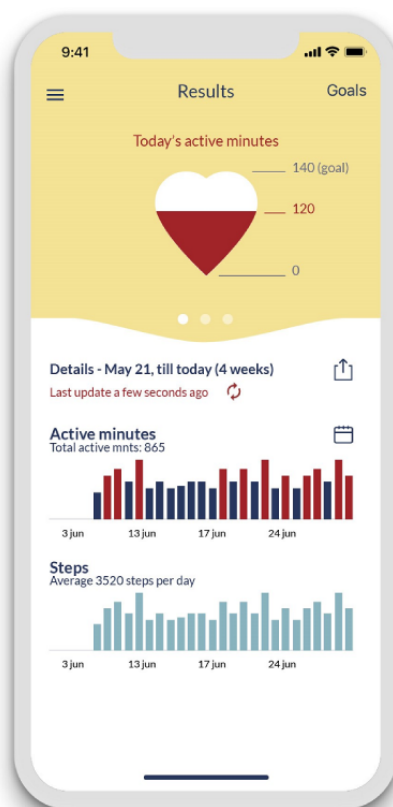 9:41
Results
Goals
Today's active minutes
140 (goal)
120
0
Details - May 21, till today (4 weeks)
Last update a few seconds ago
Active minutes
Total active mnts: 865
3 jun 13 jun 17 jun 24 jun
Steps
Average 3520 steps per day
3 jun 13 jun 17 jun 24 jun